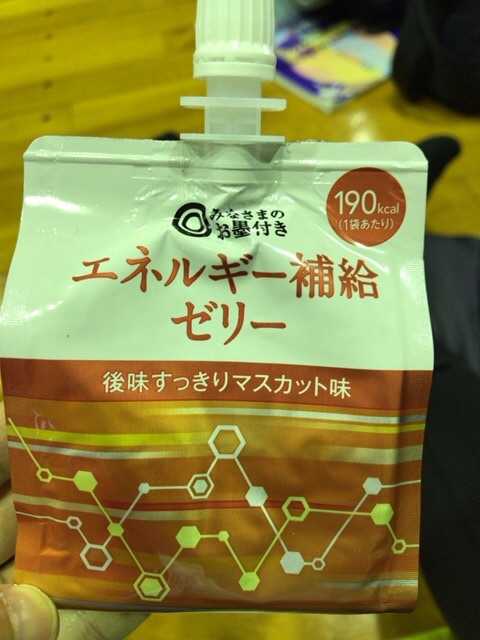 みなさまの
お墨付き
190kcal
(1袋あたり)
エネルギー補給
ゼリー
後味すっきりマスカット味